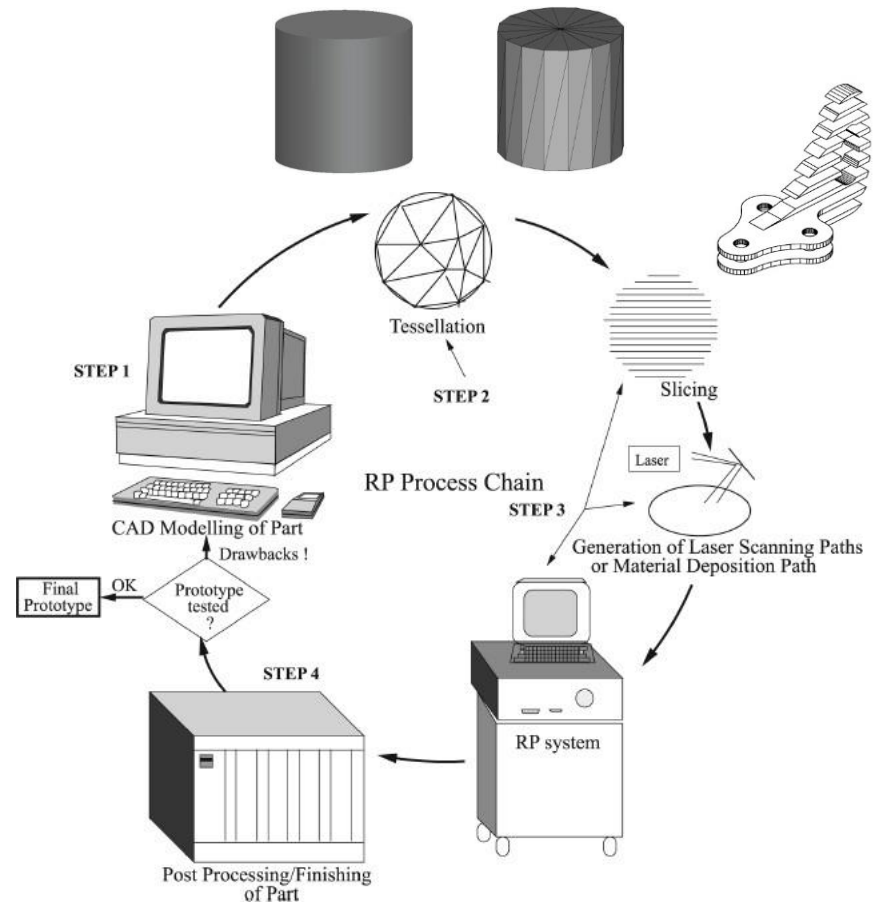 STEP 1
Tessellation
STEP 2
Slicing
Laser
RP Process Chain
STEP 3
CAD Modelling of Part
Generation of Laser Scanning Paths
or Material Deposition Path
Drawbacks !
Final
Prototype
OK
Prototype
tested
?
STEP 4
RP system
Post Processing/Finishing
of Part